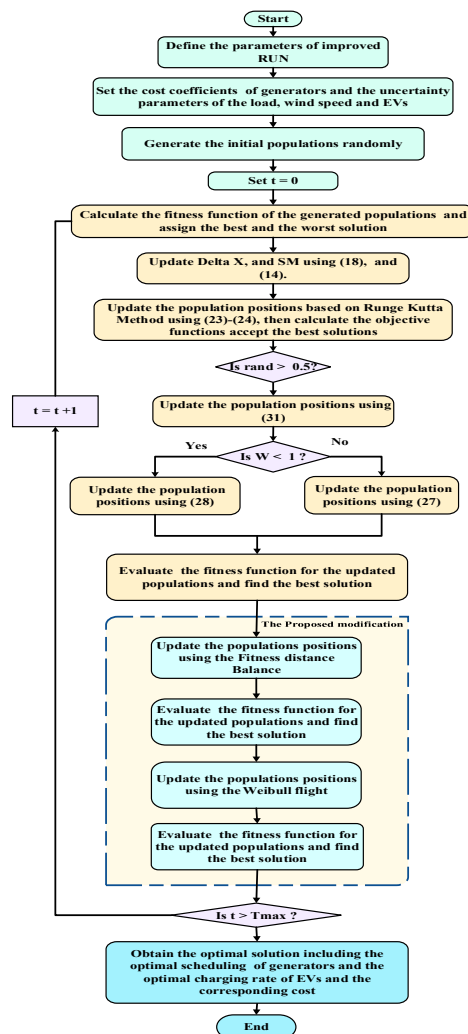 Start
Define the parameters of improved
RUN
Set the cost coefficients of generators and the uncertainty
parameters of the load, wind speed and EVs
Generate the initial populations randomly
Set t = 0
Calculate the fitness function of the generated populations and
assign the best and the worst solution
Update Delta X, and SM using (18), and
(14).
Update the population positions based on Runge Kutta
Method using (23)-(24), then calculate the objective
functions accept the best solutions
Is rand > 0.5?
t = t +1
Update the population positions using
(31)
Yes
No
Is W < 1 ?
Update the population
positions using (28)
Update the population
positions using (27)
Evaluate the fitness function for the updated
populations and find the best solution
The Proposed modification
Update the populations positions
using the Fitness distance
Balance
Evaluate the fitness function for
the updated populations and find
the best solution
Update the populations positions
using the Weibull flight
Evaluate the fitness function for
the updated populations and find
the best solution
Is t > Tmax ?
Obtain the optimal solution including the
optimal scheduling of generators and the
optimal charging rate of EVs and the
corresponding cost
End